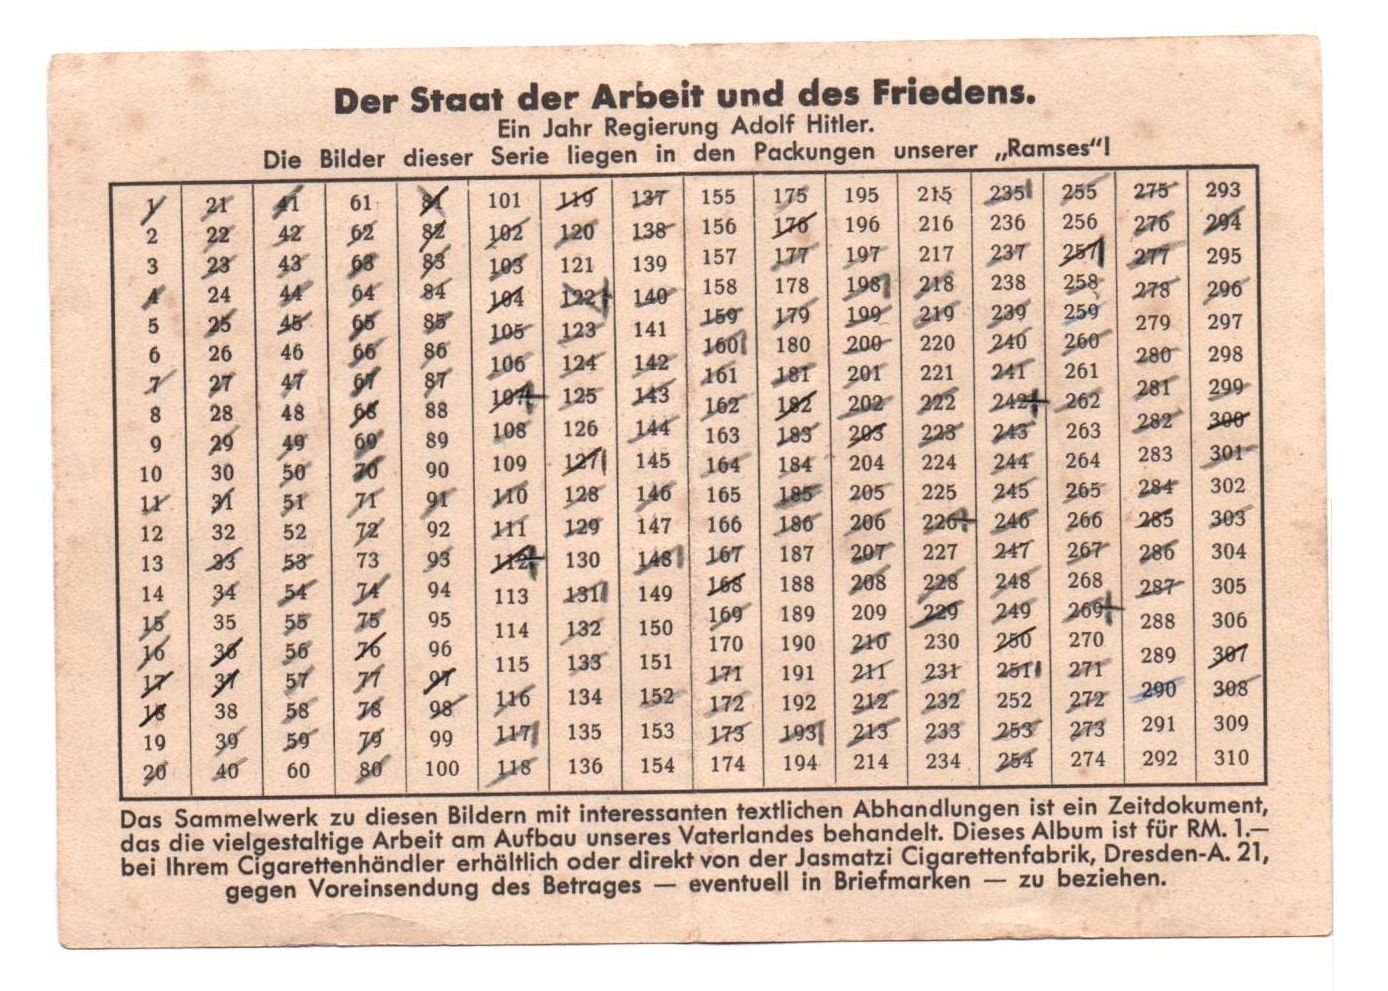 Der Staat der Arbeit und des Friedens.
Ein Jahr Regierung Adolf Hitler.
Die Bilder dieser Serie liegen in den Packungen unserer „Ramses“!
1 21 41 61 81 101 119 137 155 175 195 215 235 255 275 293
2 22 42 62 82 102 120 138 156 176 196 216 236 256 276 294
3 23 43 63 83 103 121 139 157 177 197 217 237 257 277 295
4 24 44 64 84 104 122 140 158 178 198 218 238 258 278 296
5 25 45 65 85 105 123 141 159 179 199 219 239 259 279 297
6 26 46 66 86 106 124 142 160 180 200 220 240 260 280 298
7 27 47 67 87 107 125 143 161 181 201 221 241 261 281 299
8 28 48 68 88 108 126 144 162 182 202 222 242 262 282 300
9 29 49 69 89 109 127 145 163 183 203 223 243 263 283 301
10 30 50 70 90 110 128 146 164 184 204 224 244 264 284 302
11 31 51 71 91 111 129 147 165 185 205 225 245 265 285 303
12 32 52 72 92 112 130 148 166 186 206 226 246 266 286 304
13 33 53 73 93 113 131 149 167 187 207 227 247 267 287 305
14 34 54 74 94 114 132 150 168 188 208 228 248 268 288 306
15 35 55 75 95 115 133 151 169 189 209 229 249 269 289 307
16 36 56 76 96 116 134 152 170 190 210 230 250 270 290 308
17 37 57 77 97 117 135 153 171 191 211 231 251 271 291 309
18 38 58 78 98 118 136 154 172 192 212 232 252 272 292 310
19 39 59 79 99 173 193 213 233 253 273
20 40 60 80 100 174 194 214 234 254 274
Das Sammelwerk zu diesen Bildern mit interessanten textlichen Abhandlungen ist ein Zeitdokument,
das die vielgestaltige Arbeit am Aufbau unseres Vaterlandes behandelt. Dieses Album ist für RM. 1.—
bei Ihrem Cigarettenhändler erhältlich oder direkt von der Jasmatzi Cigarettenfabrik, Dresden-A. 21,
gegen Voreinsendung des Betrages — eventuell in Briefmarken — zu beziehen.